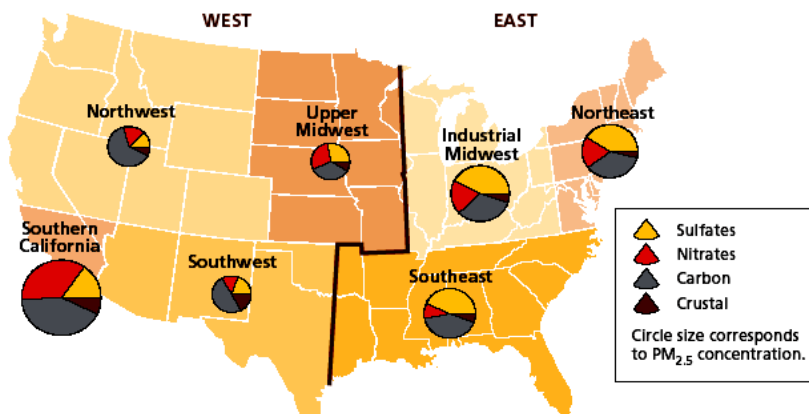 WEST
EAST
Northwest
Upper
Midwest
Industrial
Midwest
Northeast
Southern
California
Southwest
Southeast
Sulfates
Nitrates
Carbon
Crustal
Circle size corresponds
to PM2.5 concentration.